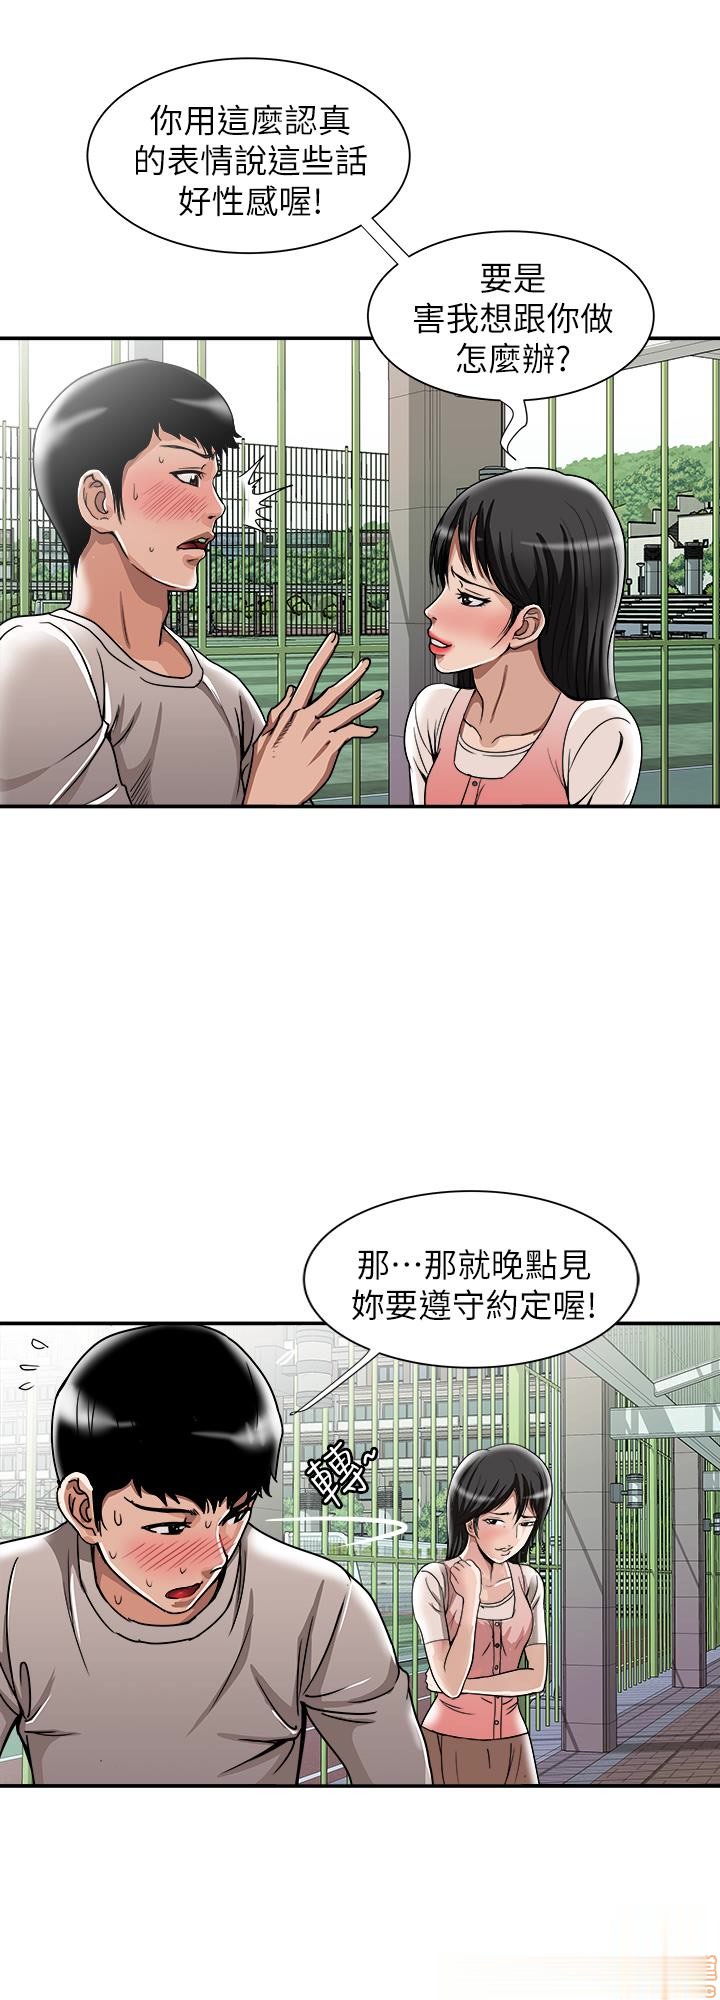 你用這麼認真
的表情說這些話
好性感喔!
要是
害我想跟你做
怎麼辦?
那…那就晚點見
妳要遵守約定喔!
轉~